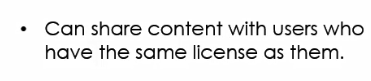 • Can share content with users who
have the same license as them.